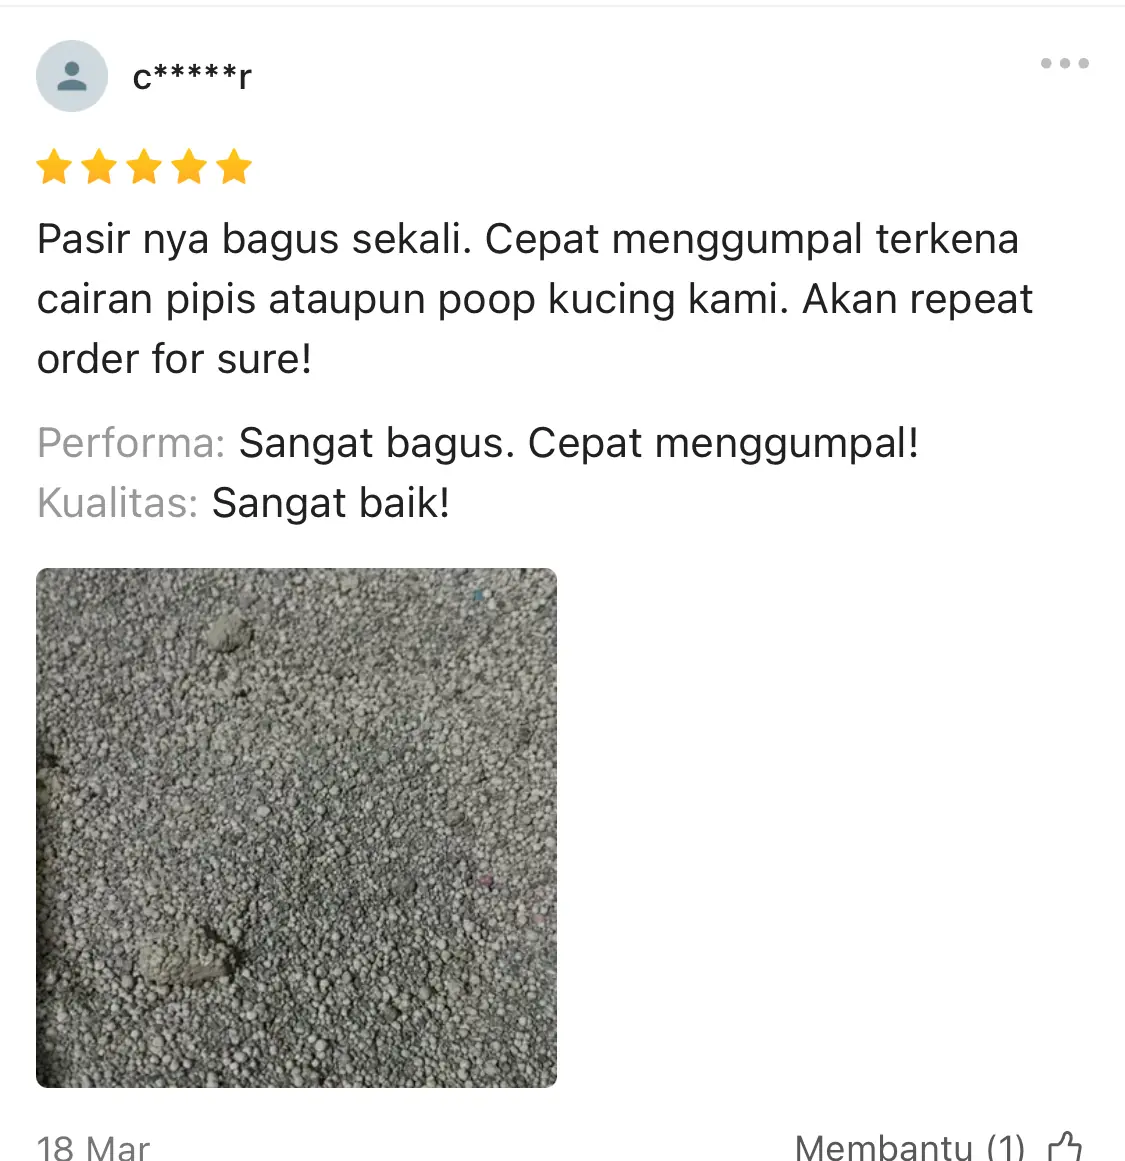 c*****r
Pasir nya bagus sekali. Cepat menggumpal terkena
cairan pipis ataupun poop kucing kami. Akan repeat
order for sure!
Performa: Sangat bagus. Cepat menggumpal!
Kualitas: Sangat baik!
18 Mar
Membantu (1)